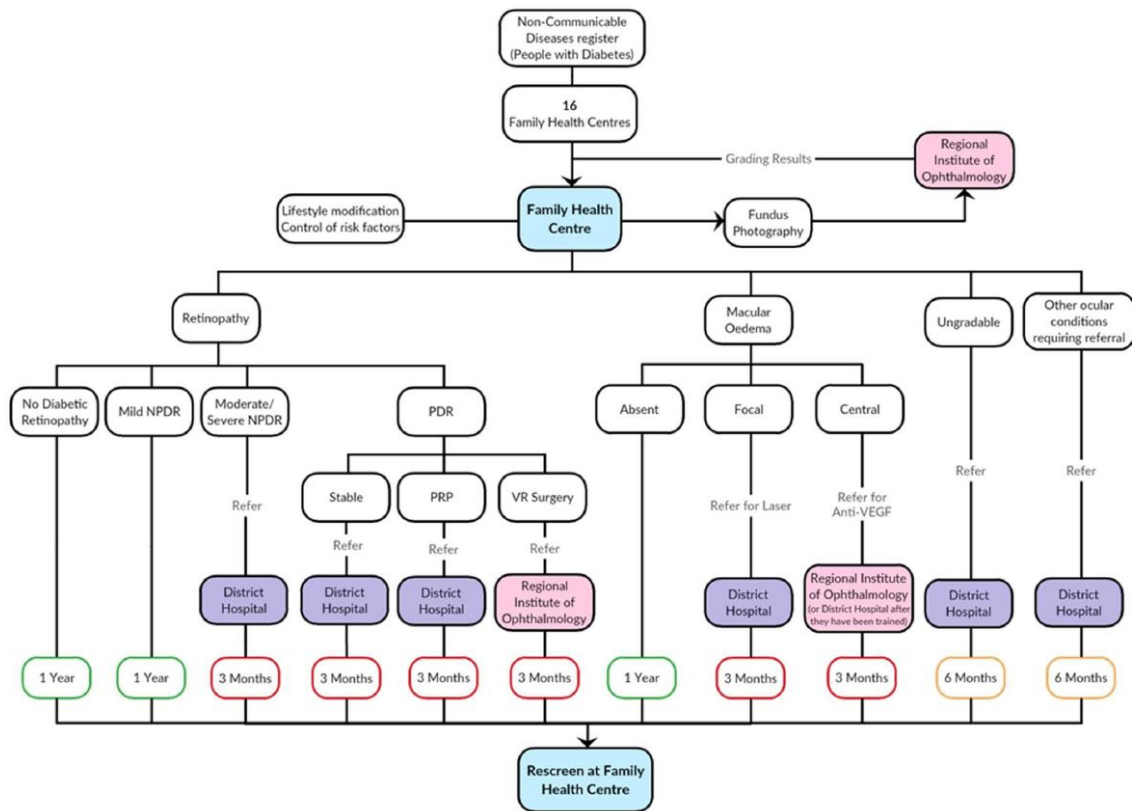 Non-Communicable
Diseases register
(People with Diabetes)
16
Family Health Centres
Grading Results
Regional
Institute of
Ophthalmology
Lifestyle modification
Control of risk factors
Family Health
Centre
Fundus
Photography
Retinopathy
Macular
Oedema
Ungradable
Other ocular
conditions
requiring referral
No Diabetic
Retinopathy
Mild NPDR
Moderate/
Severe NPDR
PDR
Absent
Focal
Central
Stable
PRP
VR Surgery
Refer
Refer
Refer
Refer
Refer for Laser
Refer for
Anti-VEGF
Refer
Refer
District
Hospital
District
Hospital
District
Hospital
Regional
Institute of
Ophthalmology
District
Hospital
Regional Institute
of Ophthalmology
(or District Hospital after
they have been trained)
District
Hospital
District
Hospital
1 Year
1 Year
3 Months
3 Months
3 Months
3 Months
1 Year
3 Months
3 Months
6 Months
6 Months
Rescreen at Family
Health Centre